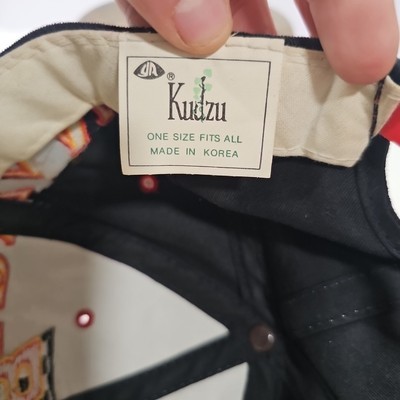 ®
Kudzu
ONE SIZE FITS ALL
MADE IN KOREA